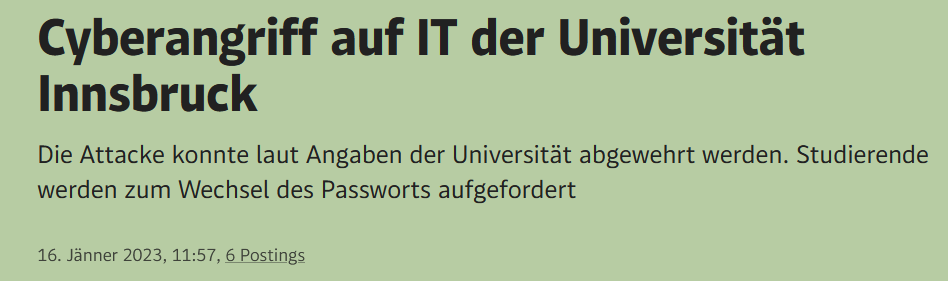 Cyberangriff auf IT der Universität
Innsbruck
Die Attacke konnte laut Angaben der Universität abgewehrt werden. Studierende
werden zum Wechsel des Passworts aufgefordert
16. Jänner 2023, 11:57, 6 Postings